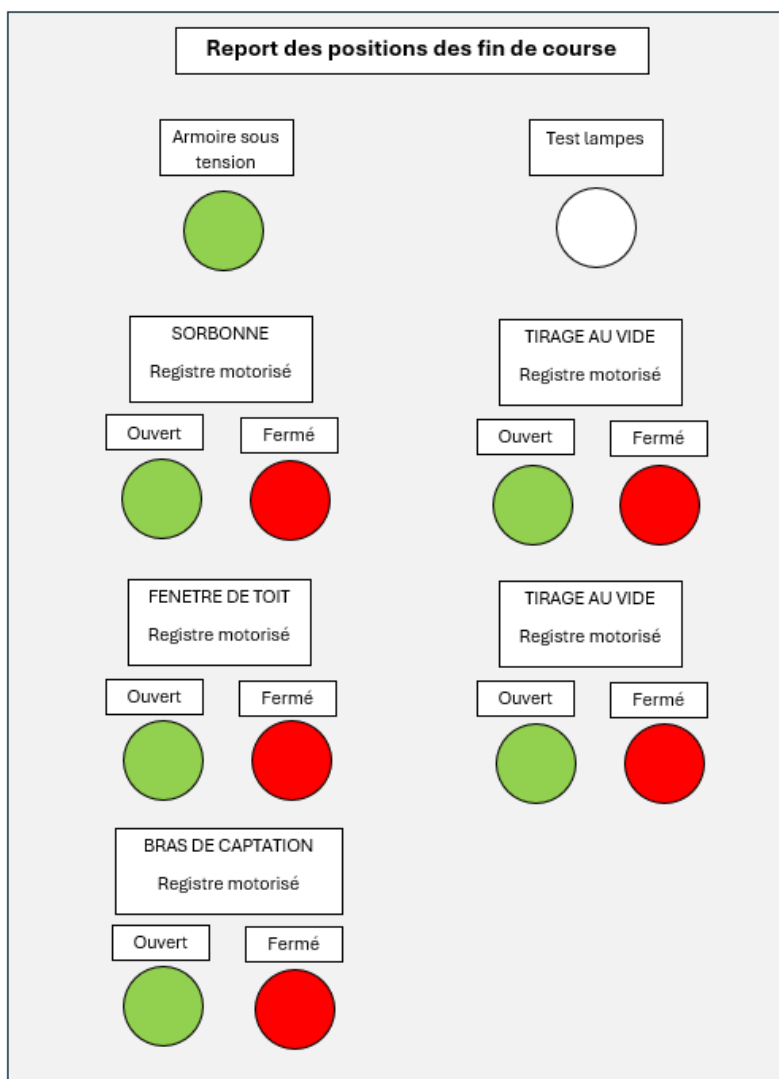 Report des positions des fin de course
Armoire sous
tension
Test lampes
SORBONNE
Registre motorisé
TIRAGE AU VIDE
Registre motorisé
Ouvert
Fermé
Ouvert
Fermé
FENETRE DE TOIT
Registre motorisé
TIRAGE AU VIDE
Registre motorisé
Ouvert
Fermé
Ouvert
Fermé
BRAS DE CAPTATION
Registre motorisé
Ouvert
Fermé